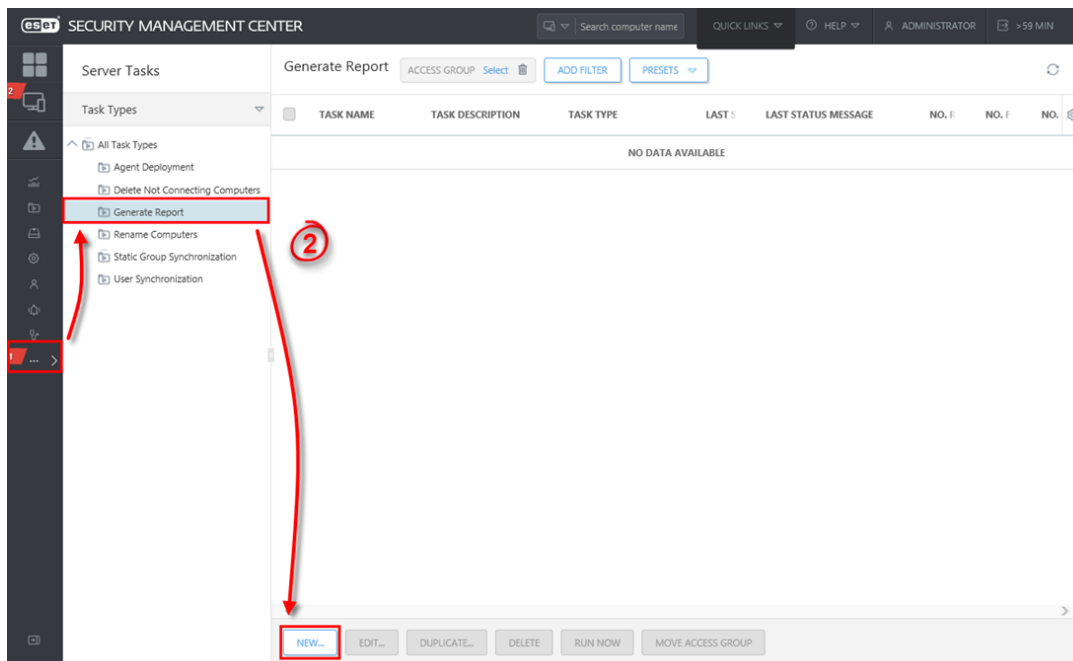 eset SECURITY MANAGEMENT CENTER
Search computer name
QUICK LINKS
HELP
ADMINISTRATOR
>59 MIN
Server Tasks
Generate Report
ACCESS GROUP Select
ADD FILTER
PRESETS
2
Task Types
TASK NAME
TASK DESCRIPTION
TASK TYPE
LAST S
LAST STATUS MESSAGE
NO. R
NO. F
NO.
NO DATA AVAILABLE
All Task Types
Agent Deployment
Delete Not Connecting Computers
Generate Report
Rename Computers
Static Group Synchronization
User Synchronization
2
1
...
NEW...
EDIT...
DUPLICATE...
DELETE
RUN NOW
MOVE ACCESS GROUP